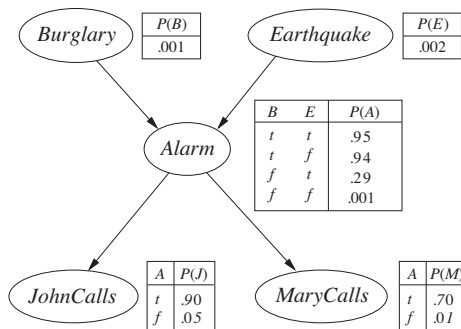 Burglary
P(B)
.001
Earthquake
P(E)
.002
Alarm
B E P(A)
t t .95
t f .94
f t .29
f f .001
JohnCalls
A P(J)
t .90
f .05
MaryCalls
A P(M)
t .70
f .01